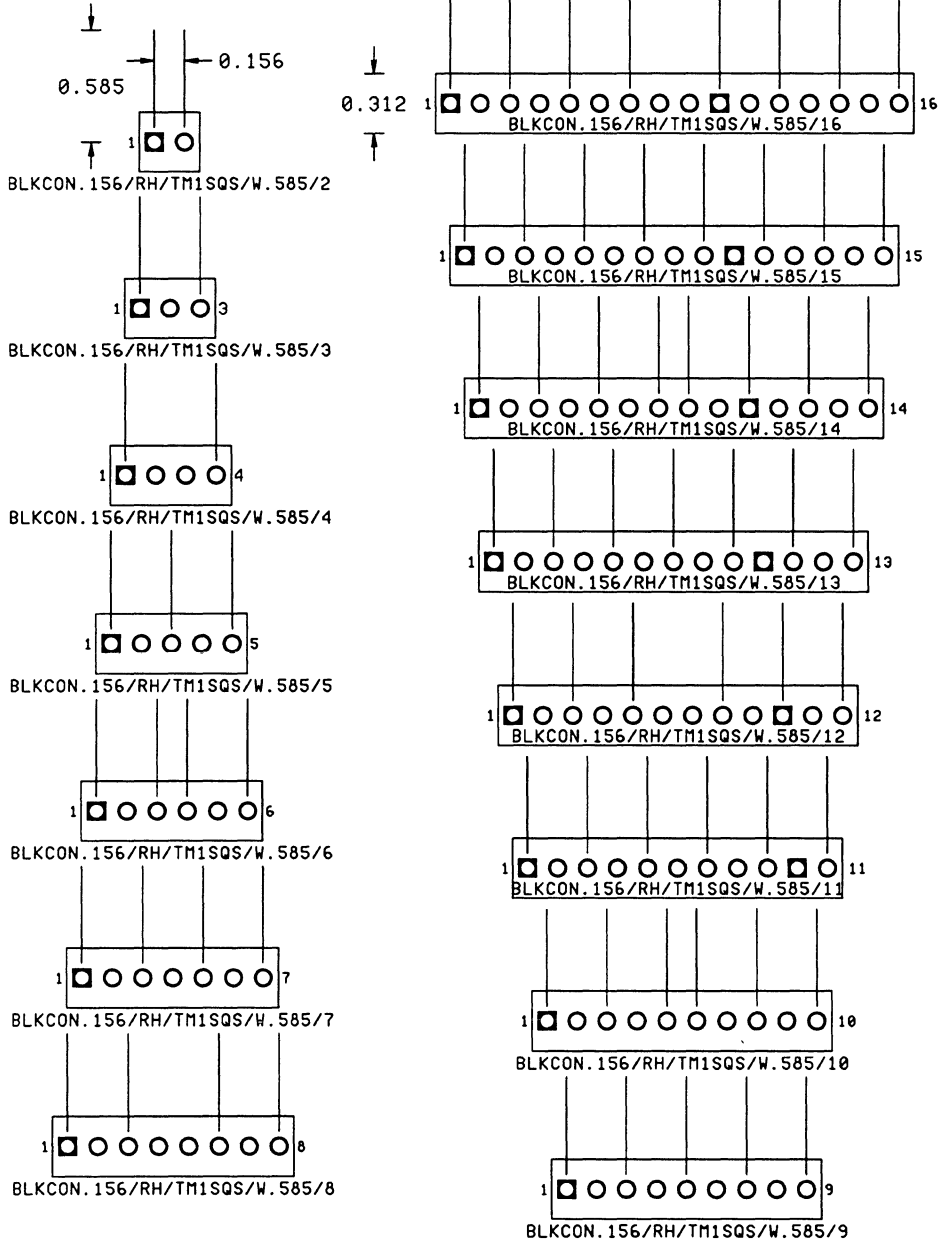 0.585
0.156
1
BLKCON.156/RH/TM1SQS/W.585/2
1 3
BLKCON.156/RH/TM1SQS/W.585/3
1 4
BLKCON.156/RH/TM1SQS/W.585/4
1 5
BLKCON.156/RH/TM1SQS/W.585/5
1 6
BLKCON.156/RH/TM1SQS/W.585/6
1 7
BLKCON.156/RH/TM1SQS/W.585/7
1 8
BLKCON.156/RH/TM1SQS/W.585/8
0.312
1 16
BLKCON.156/RH/TM1SQS/W.585/16
1 15
BLKCON.156/RH/TM1SQS/W.585/15
1 14
BLKCON.156/RH/TM1SQS/W.585/14
1 13
BLKCON.156/RH/TM1SQS/W.585/13
1 12
BLKCON.156/RH/TM1SQS/W.585/12
1 11
BLKCON.156/RH/TM1SQS/W.585/11
1 10
BLKCON.156/RH/TM1SQS/W.585/10
1 9
BLKCON.156/RH/TM1SQS/W.585/9